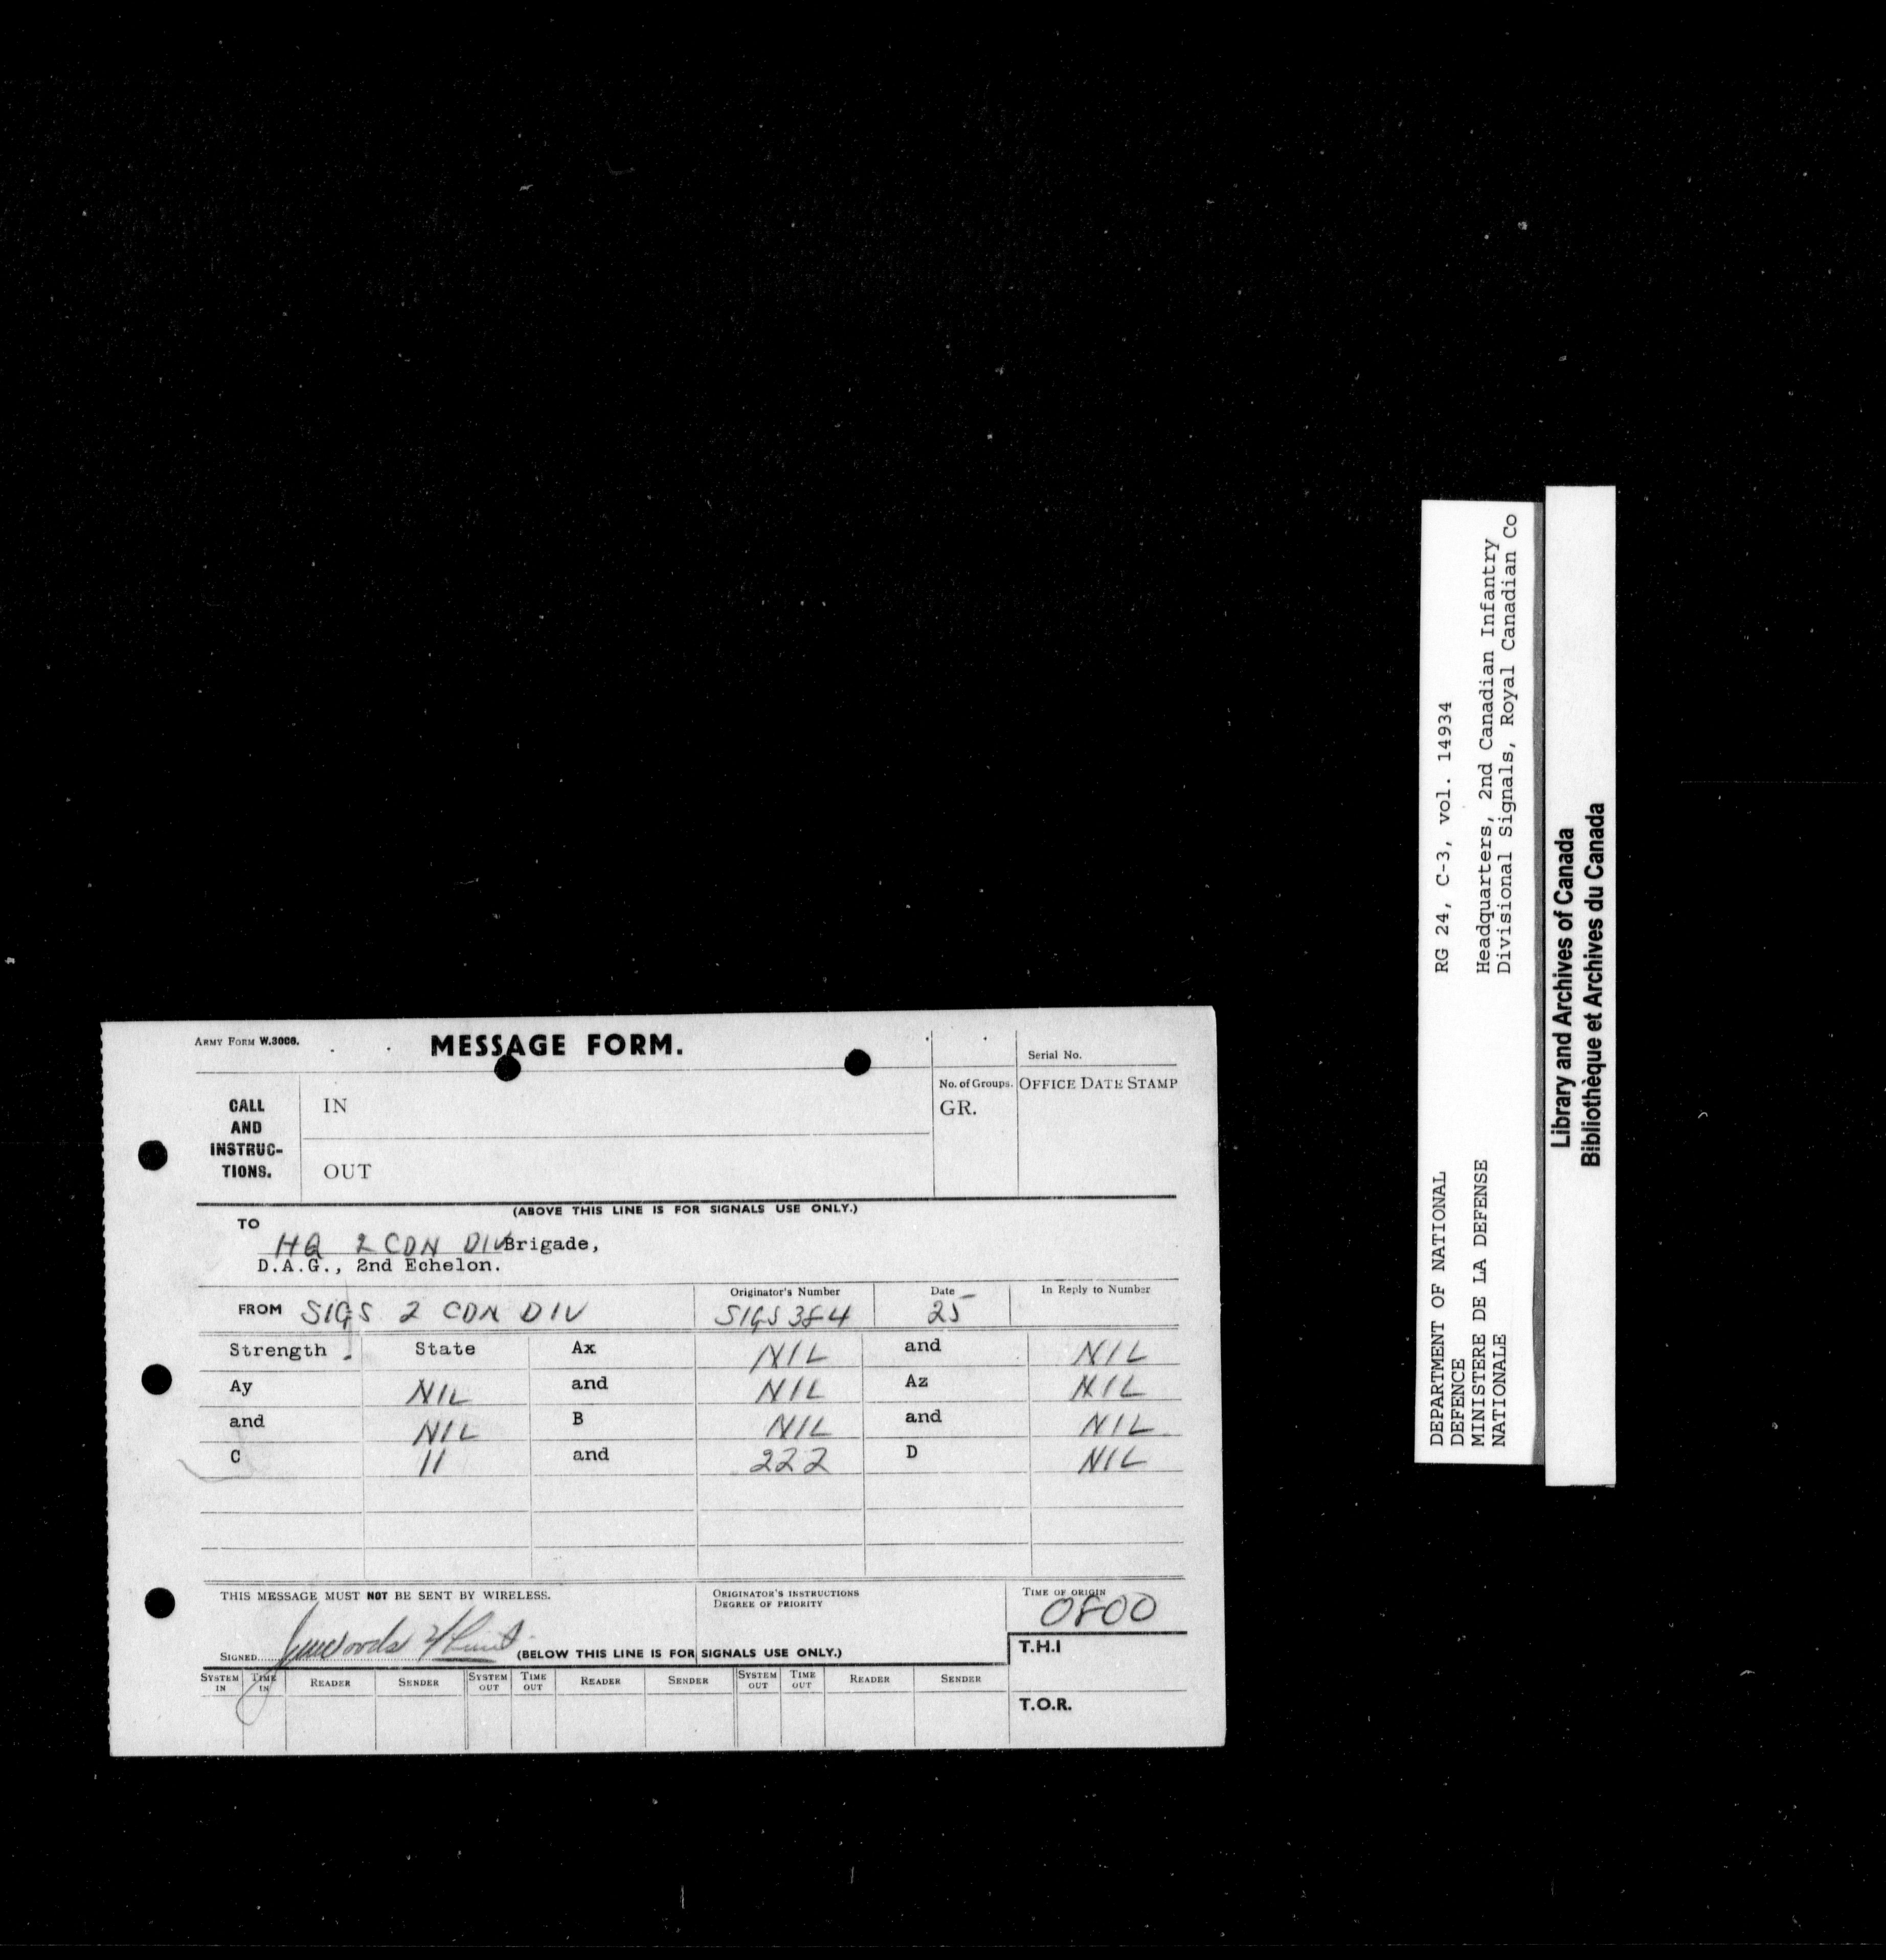 ARMY FORM W.3006.
MESSAGE FORM.
Serial No.
CALL AND INSTRUC- TIONS.
IN
OUT
No. of Groups.
GR.
OFFICE DATE STAMP
(ABOVE THIS LINE IS FOR SIGNALS USE ONLY.)
TO
HQ 2 CDN DIV Brigade,
D.A.G., 2nd Echelon.
FROM SIGS 2 CDN DIV
Originator's Number
SIGS 384
Date
25
In Reply to Number
Strength State Ax NIL and NIL
Ay NIL and NIL Az NIL
and NIL B NIL and NIL
C 11 and 222 D NIL
THIS MESSAGE MUST NOT BE SENT BY WIRELESS.
ORIGINATOR'S INSTRUCTIONS
DEGREE OF PRIORITY
TIME OF ORIGIN
0800
SIGNED
(BELOW THIS LINE IS FOR SIGNALS USE ONLY.)
T.H.I
SYSTEM IN TIME IN READER SENDER SYSTEM OUT TIME OUT READER SENDER SYSTEM OUT TIME OUT READER SENDER
T.O.R.
DEPARTMENT OF NATIONAL
DEFENCE
MINISTERE DE LA DEFENSE
NATIONALE
RG 24, C-3, vol. 14934
Headquarters, 2nd Canadian Infantry
Divisional Signals, Royal Canadian Co
Library and Archives of Canada
Bibliothèque et Archives du Canada